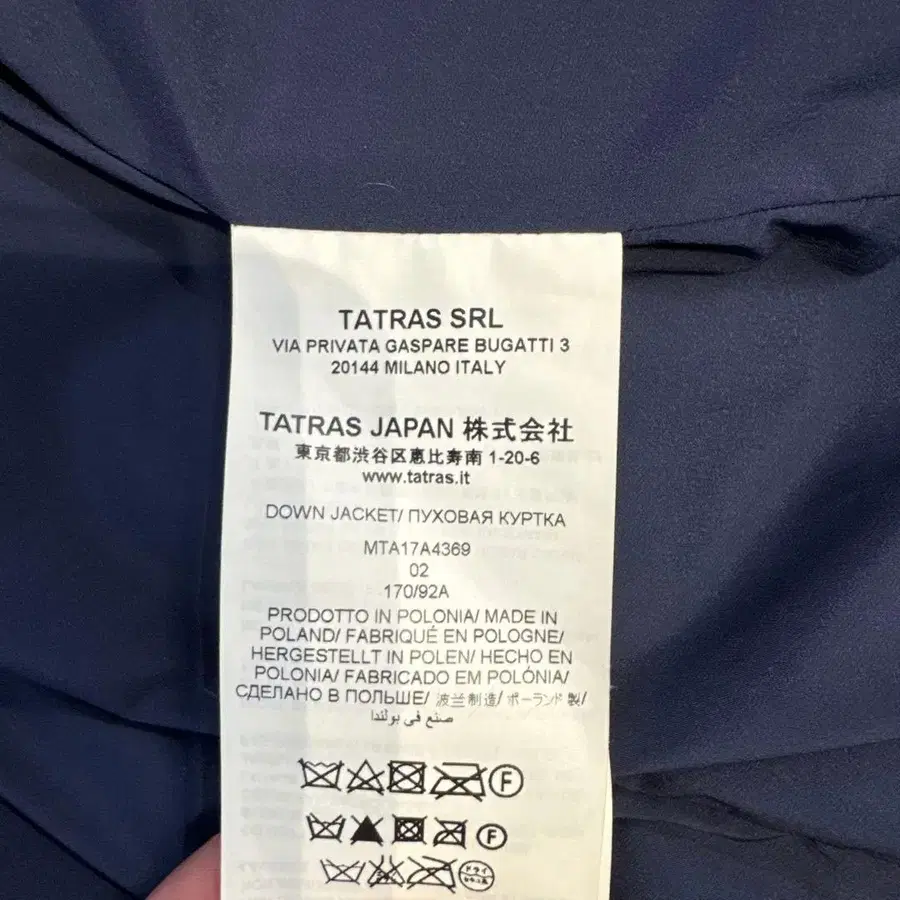 TATRAS SRL
VIA PRIVATA GASPARE BUGATTI 3
20144 MILANO ITALY
TATRAS JAPAN 株式会社
東京都渋谷区恵比寿南 1-20-6
www.tatras.it
DOWN JACKET/ ПУХОВАЯ КУРТКА
MTA17A4369
02
170/92A
PRODOTTO IN POLONIA/ MADE IN
POLAND/ FABRIQUÉ EN POLOGNE/
HERGESTELLT IN POLEN/ HECHO EN
POLONIA/ FABRICADO EM POLÓNIA/
СДЕЛАНО В ПОЛЬШЕ/ 波兰制造/ ポーランド製/
صنع في بولندا
F
F
ドライ